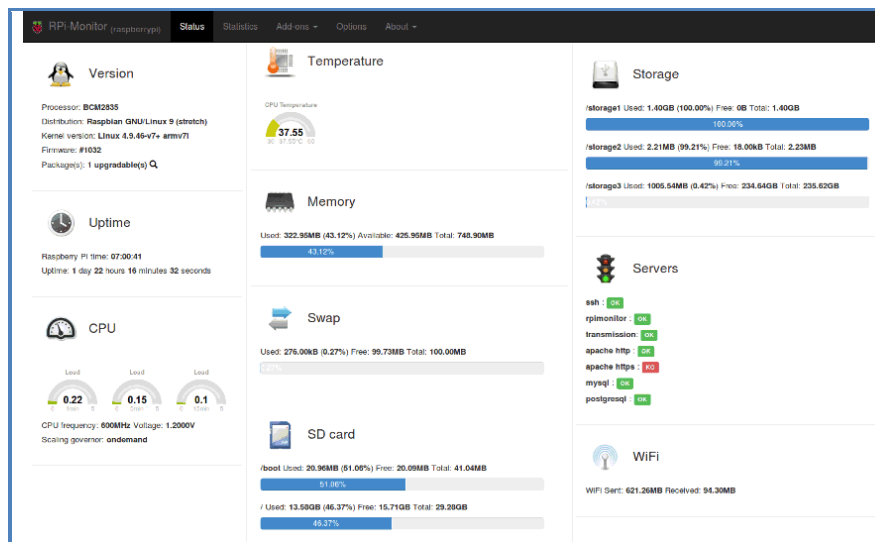 RPi-Monitor (raspberrypi) Status Statistics Add-ons Options About
Version
Processor: BCM2835
Distribution: Raspbian GNU/Linux 9 (stretch)
Kernel version: Linux 4.9.46-v7+ armv7l
Firmware: #1032
Package(s): 1 upgradable(s)
Uptime
Raspberry Pi time: 07:00:41
Uptime: 1 day 22 hours 16 minutes 32 seconds
CPU
Load Load Load
0.22 0.15 0.1
CPU frequency: 600MHz Voltage: 1.2000V
Scaling governor: ondemand
Temperature
CPU Temperature
37.55
Memory
Used: 322.95MB (43.12%) Available: 425.95MB Total: 748.90MB
43.12%
Swap
Used: 276.00kB (0.27%) Free: 99.73MB Total: 100.00MB
SD card
/boot Used: 20.96MB (51.06%) Free: 20.09MB Total: 41.04MB
51.06%
/ Used: 13.58GB (46.37%) Free: 15.71GB Total: 29.28GB
46.37%
Storage
/storage1 Used: 1.40GB (100.00%) Free: 0B Total: 1.40GB
100.00%
/storage2 Used: 2.21MB (99.21%) Free: 18.00kB Total: 2.23MB
99.21%
/storage3 Used: 1005.54MB (0.42%) Free: 234.64GB Total: 235.62GB
Servers
ssh : OK
rpimonitor : OK
transmission: OK
apache http : OK
apache https : KO
mysql : OK
postgresql : OK
WiFi
WiFi Sent: 621.26MB Received: 94.30MB